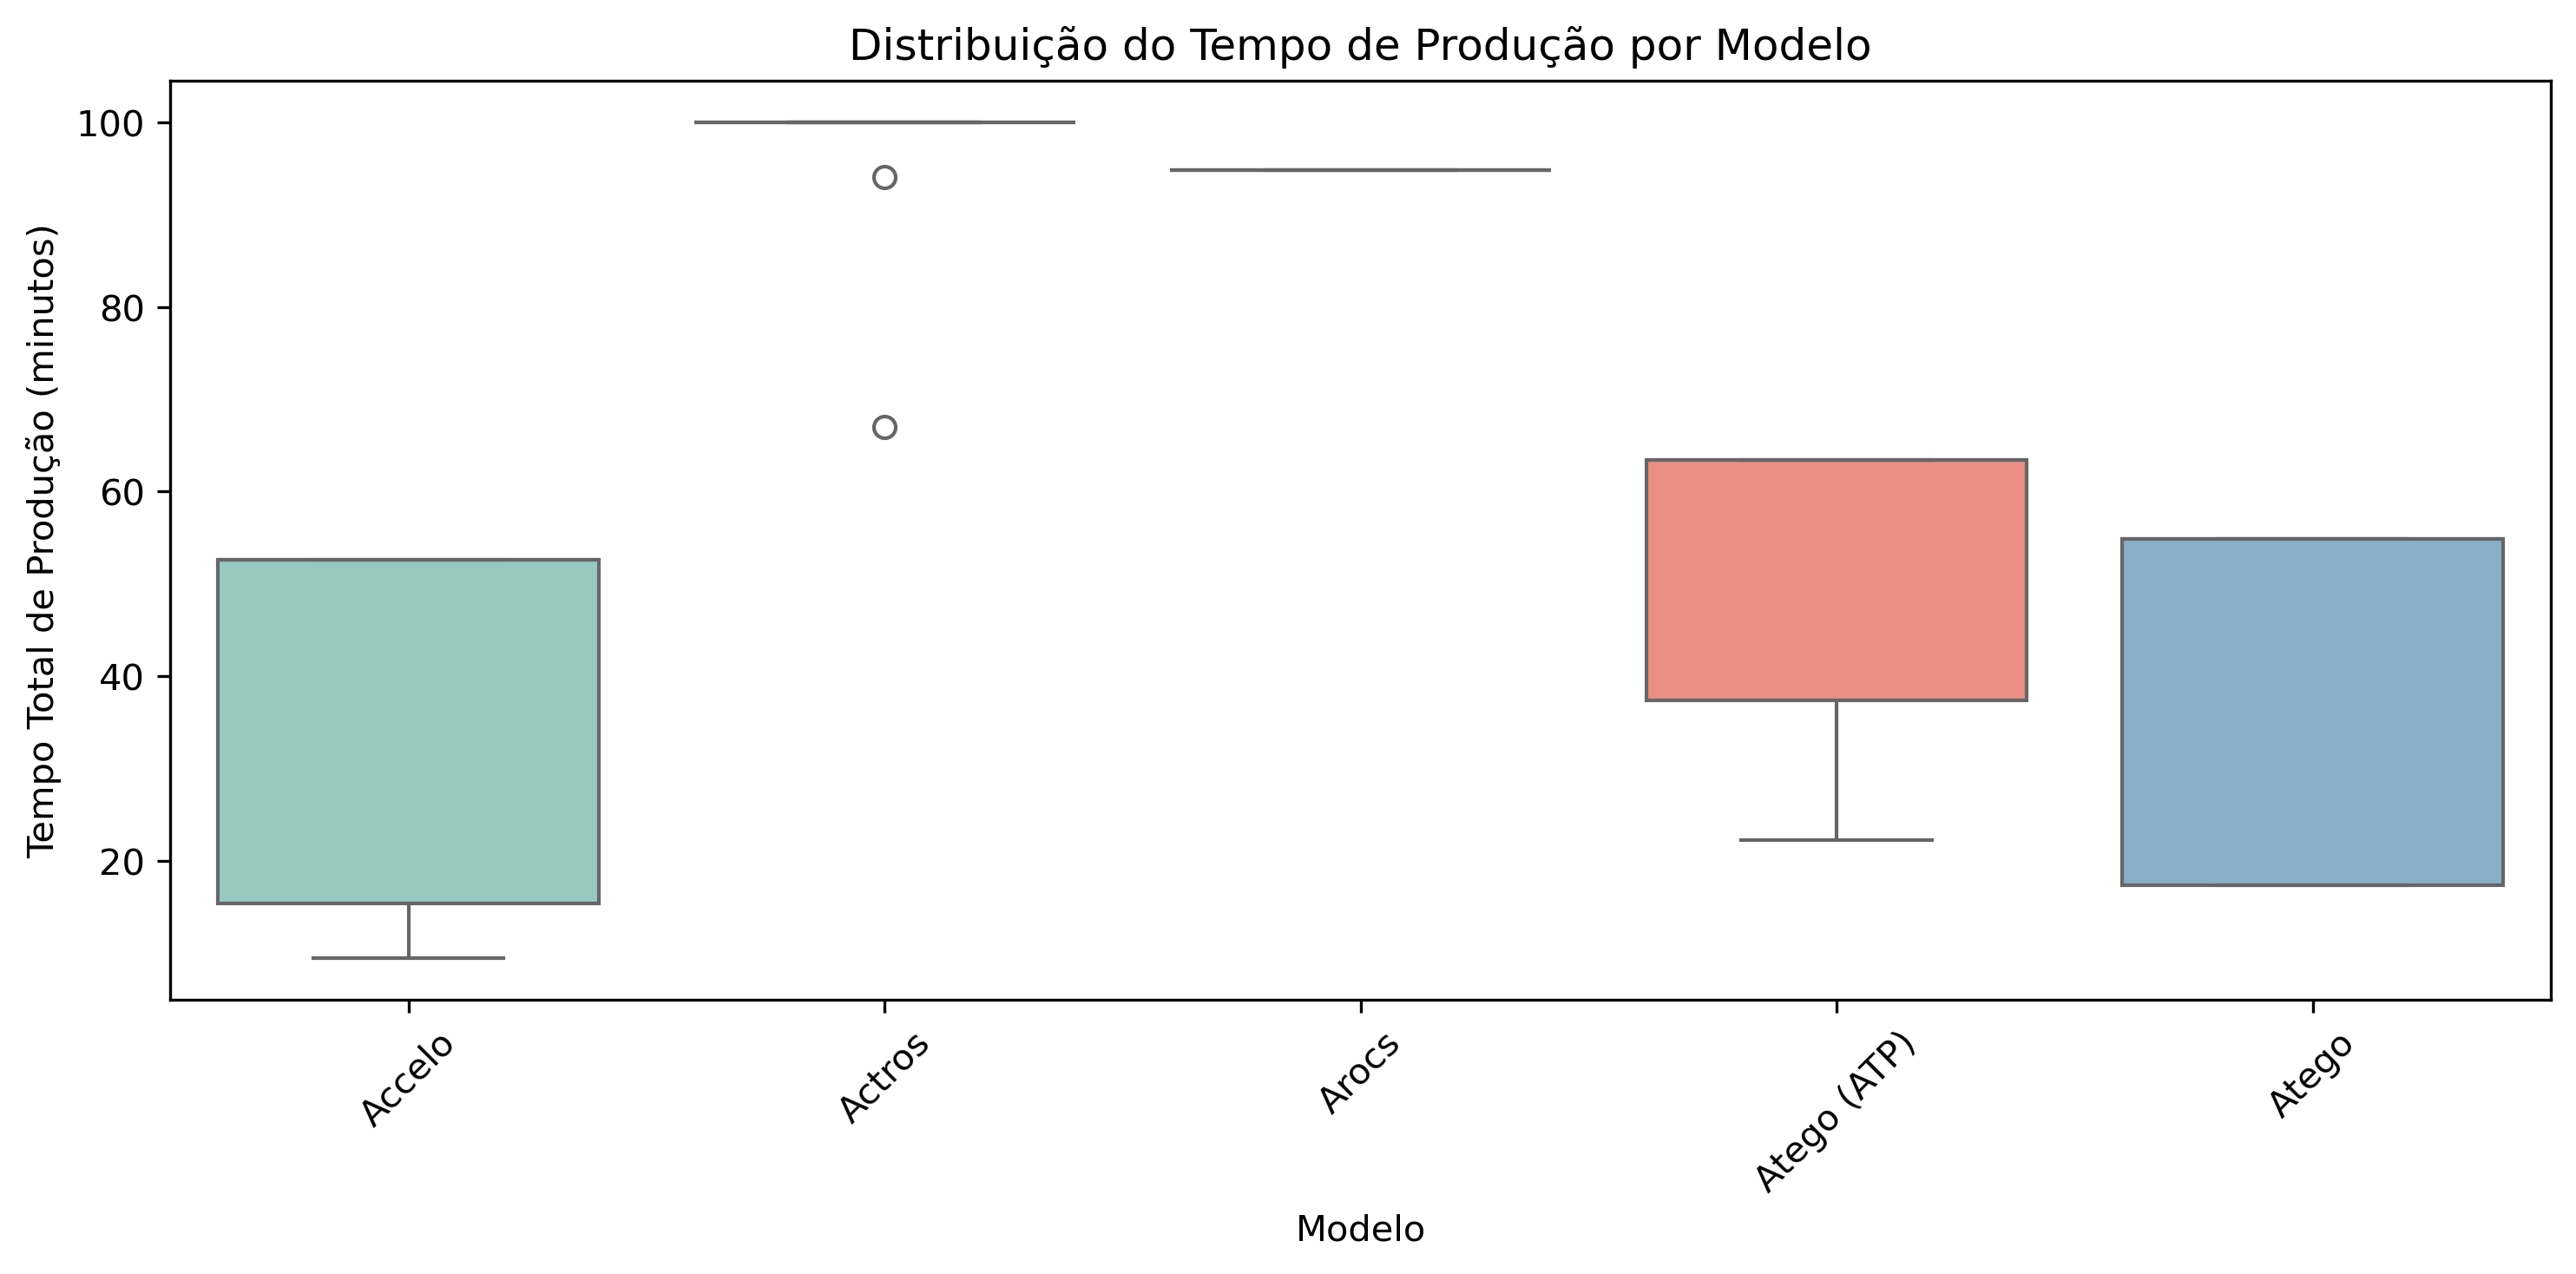 Distribuição do Tempo de Produção por Modelo
Tempo Total de Produção (minutos)
100
80
60
40
20
Accelo
Actros
Arocs
Atego (ATP)
Atego
Modelo